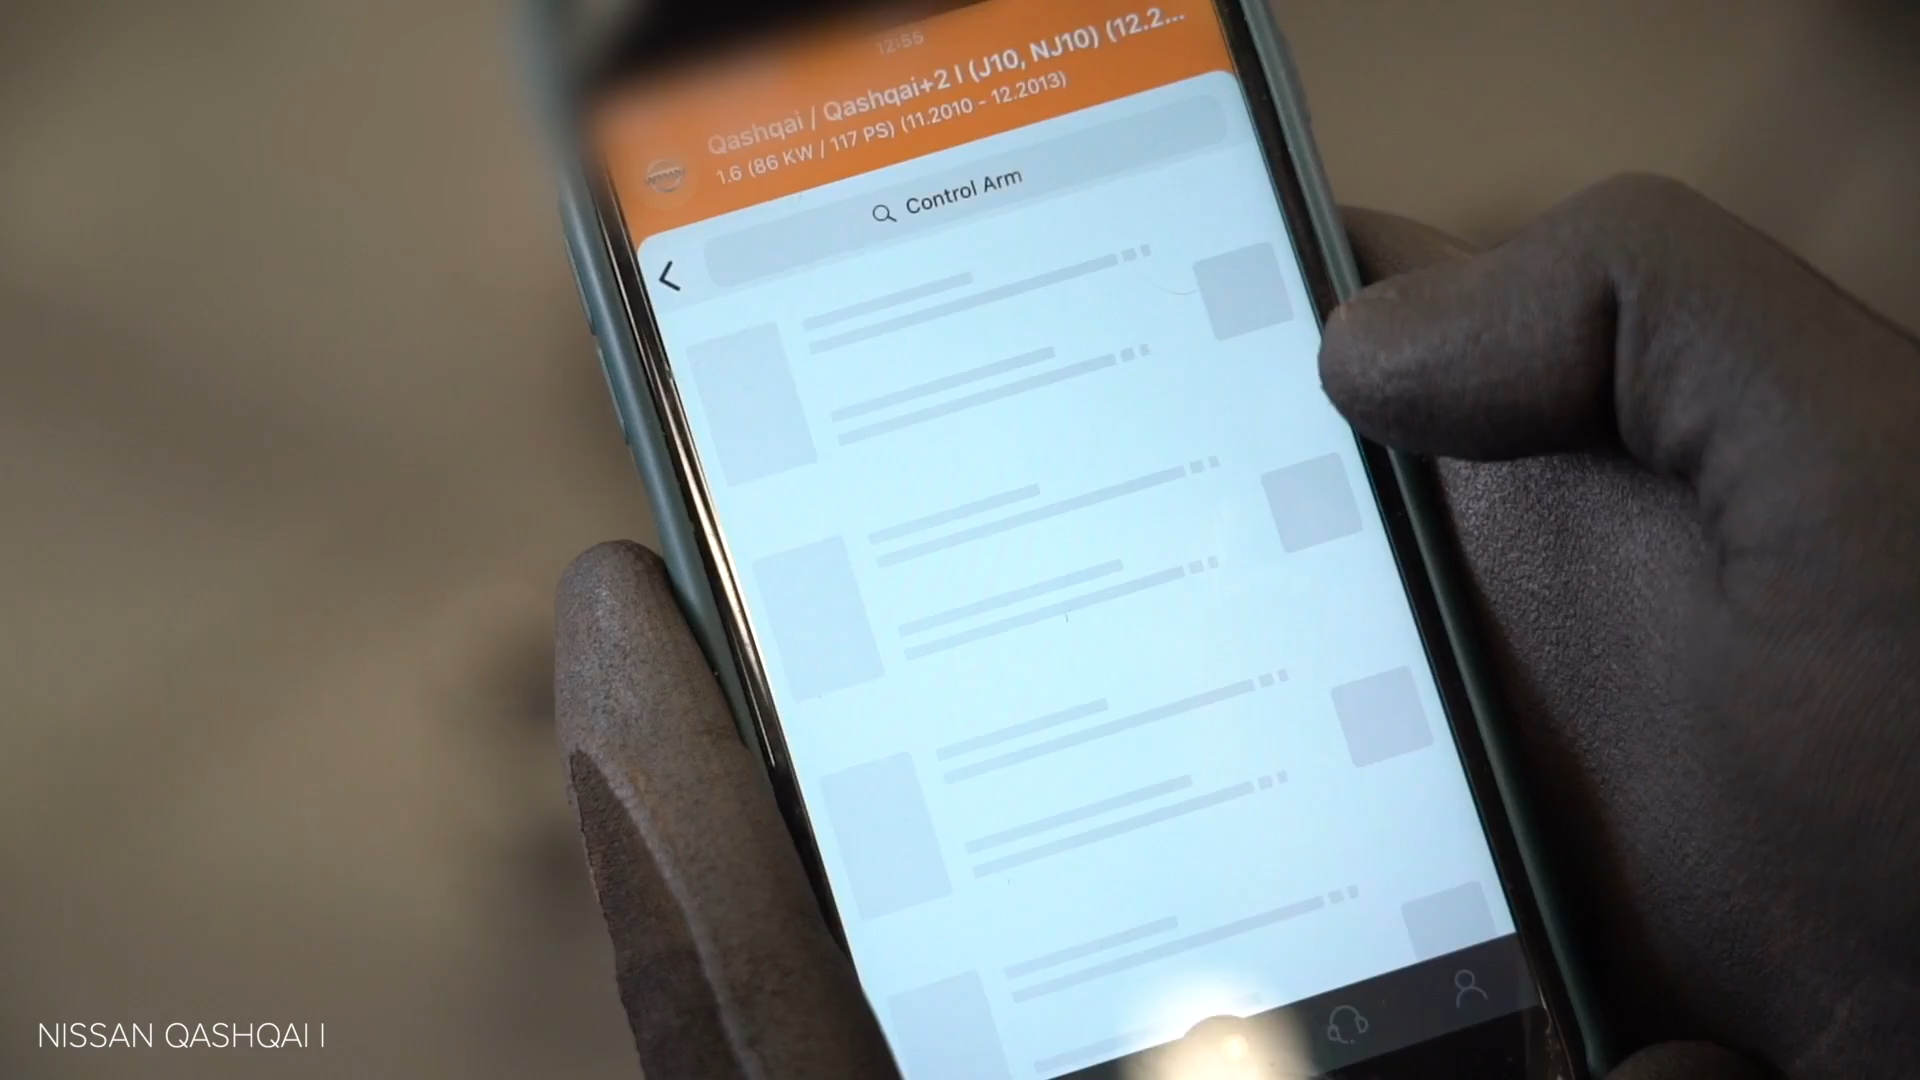 12:55
Qashqai / Qashqai+2 I (J10, NJ10) (12.2...
1.6 (86 KW / 117 PS) (11.2010 - 12.2013)
NISSAN
Control Arm
NISSAN QASHQAI I